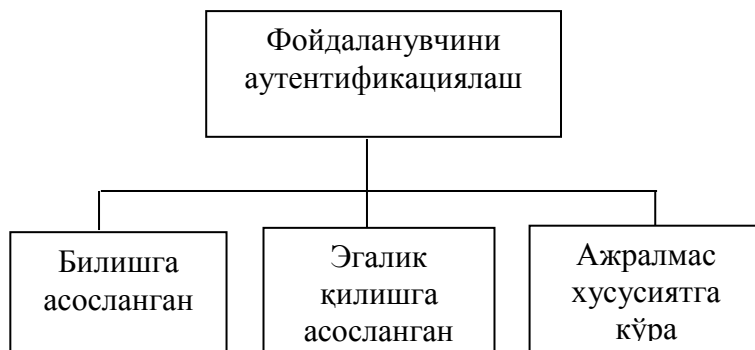 Фойдаланувчини
аутентификациялаш
Билишга
асосланган
Эгалик
қилишга
асосланган
Ажралмас
хусусиятга
кўра